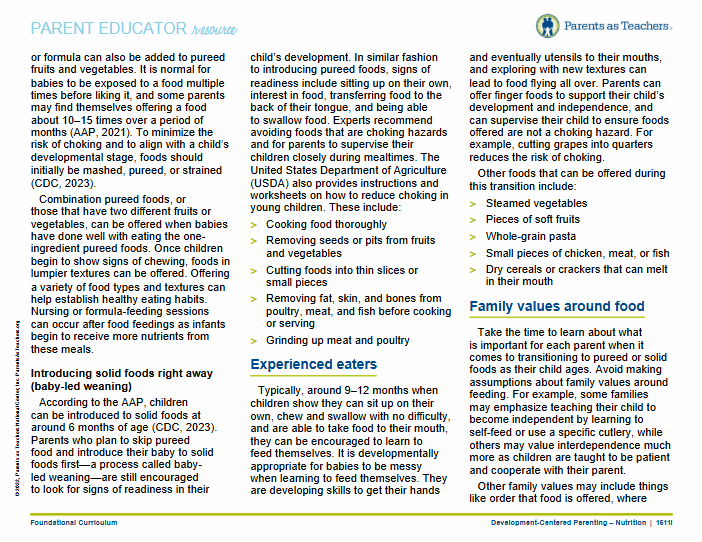 PARENT EDUCATOR resource
Parents as Teachers®
or formula can also be added to pureed
fruits and vegetables. It is normal for
babies to be exposed to a food multiple
times before liking it, and some parents
may find themselves offering a food
about 10–15 times over a period of
months (AAP, 2021). To minimize the
risk of choking and to align with a child's
developmental stage, foods should
initially be mashed, pureed, or strained
(CDC, 2023).
Combination pureed foods, or
those that have two different fruits or
vegetables, can be offered when babies
have done well with eating the one-
ingredient pureed foods. Once children
begin to show signs of chewing, foods in
lumpier textures can be offered. Offering
a variety of food types and textures can
help establish healthy eating habits.
Nursing or formula-feeding sessions
can occur after food feedings as infants
begin to receive more nutrients from
these meals.
Introducing solid foods right away
(baby-led weaning)
According to the AAP, children
can be introduced to solid foods at
around 6 months of age (CDC, 2023).
Parents who plan to skip pureed
food and introduce their baby to solid
foods first—a process called baby-
led weaning—are still encouraged
to look for signs of readiness in their
child's development. In similar fashion
to introducing pureed foods, signs of
readiness include sitting up on their own,
interest in food, transferring food to the
back of their tongue, and being able
to swallow food. Experts recommend
avoiding foods that are choking hazards
and for parents to supervise their
children closely during mealtimes. The
United States Department of Agriculture
(USDA) also provides instructions and
worksheets on how to reduce choking in
young children. These include:
> Cooking food thoroughly
> Removing seeds or pits from fruits
and vegetables
> Cutting foods into thin slices or
small pieces
> Removing fat, skin, and bones from
poultry, meat, and fish before cooking
or serving
> Grinding up meat and poultry
Experienced eaters
Typically, around 9–12 months when
children show they can sit up on their
own, chew and swallow with no difficulty,
and are able to take food to their mouth,
they can be encouraged to learn to
feed themselves. It is developmentally
appropriate for babies to be messy
when learning to feed themselves. They
are developing skills to get their hands
and eventually utensils to their mouths,
and exploring with new textures can
lead to food flying all over. Parents can
offer finger foods to support their child's
development and independence, and
can supervise their child to ensure foods
offered are not a choking hazard. For
example, cutting grapes into quarters
reduces the risk of choking.
Other foods that can be offered during
this transition include:
> Steamed vegetables
> Pieces of soft fruits
> Whole-grain pasta
> Small pieces of chicken, meat, or fish
> Dry cereals or crackers that can melt
in their mouth
Family values around food
Take the time to learn about what
is important for each parent when it
comes to transitioning to pureed or solid
foods as their child ages. Avoid making
assumptions about family values around
feeding. For example, some families
may emphasize teaching their child to
become independent by learning to
self-feed or use a specific cutlery, while
others may value interdependence much
more as children are taught to be patient
and cooperate with their parent.
Other family values may include things
like order that food is offered, where
© 2023, Parents as Teachers National Center, Inc. ParentsAsTeachers.org
Foundational Curriculum
Development-Centered Parenting – Nutrition | 1611I